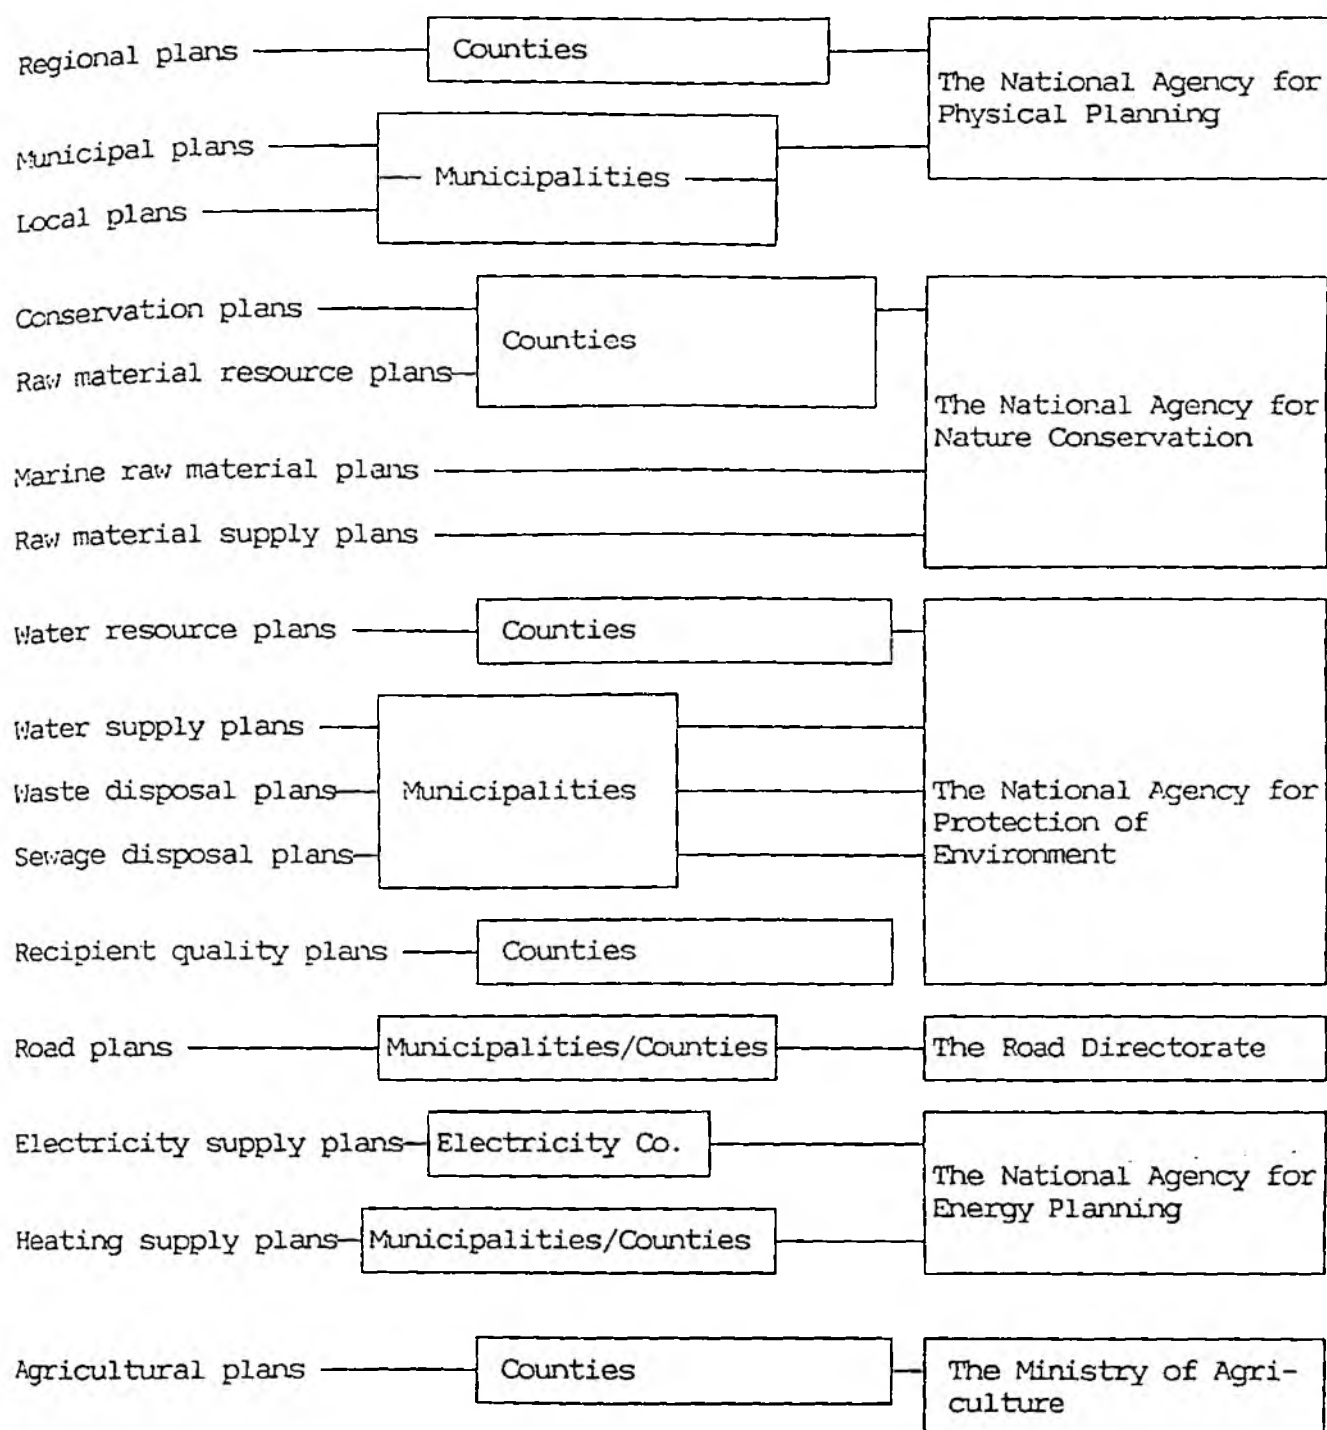 Regional plans
Counties
The National Agency for
Physical Planning
Municipal plans
Municipalities
Local plans
Conservation plans
Counties
Raw material resource plans
The National Agency for
Nature Conservation
Marine raw material plans
Raw material supply plans
Water resource plans
Counties
Water supply plans
Waste disposal plans
Municipalities
Sewage disposal plans
The National Agency for
Protection of
Environment
Recipient quality plans
Counties
Road plans
Municipalities/Counties
The Road Directorate
Electricity supply plans
Electricity Co.
The National Agency for
Energy Planning
Heating supply plans
Municipalities/Counties
Agricultural plans
Counties
The Ministry of Agri-
culture